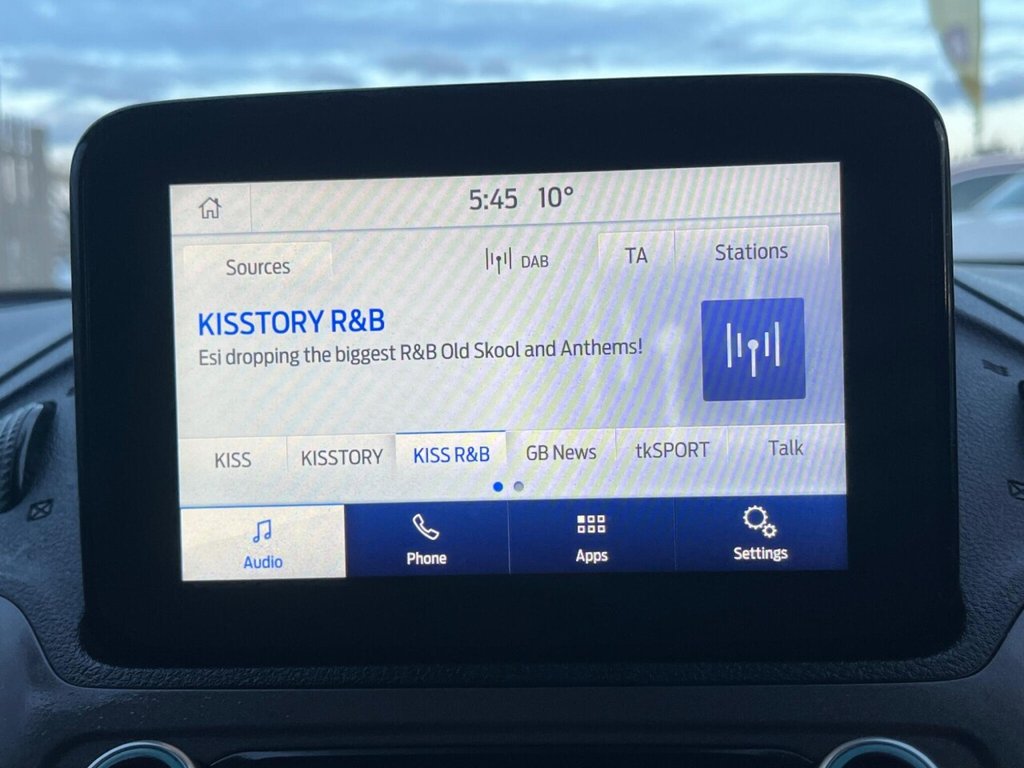 5:45 10°
Sources
DAB
TA
Stations
KISSTORY R&B
Esi dropping the biggest R&B Old Skool and Anthems!
KISS
KISSTORY
KISS R&B
GB News
tkSPORT
Talk
Audio
Phone
Apps
Settings